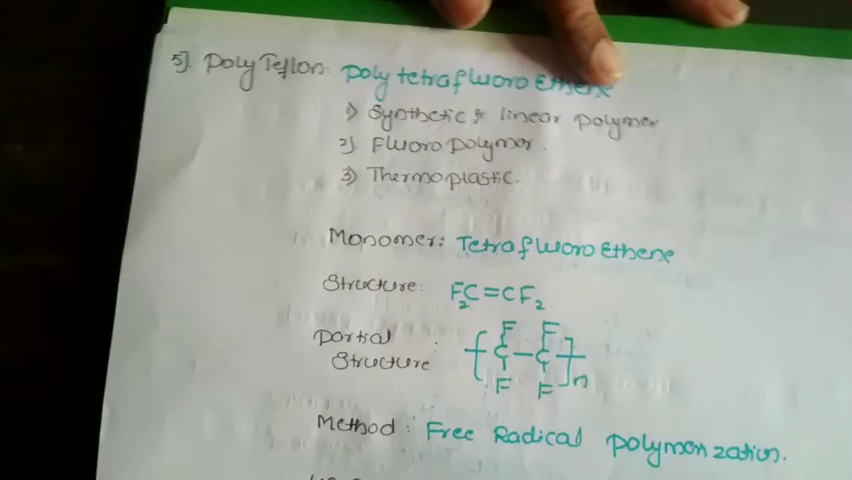 5]. Poly Teflon: Poly tetrafluoro Ethene
1) Synthetic & linear polymer
2). Fluoro polymer.
3) Thermoplastic.
Monomer: Tetrafluoro Ethene
Structure: F₂C=CF₂
Partial Structure :
F F
[ C – C ]n
F F
Method: Free Radical polymerization.